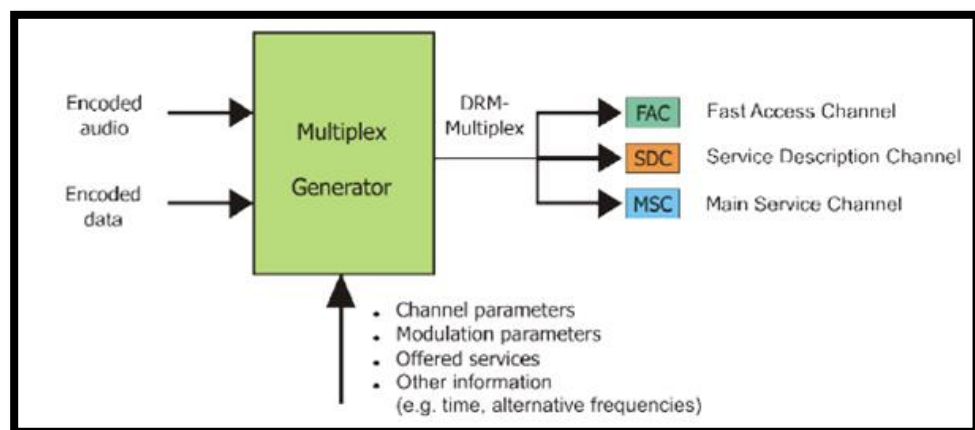 Encoded
audio
Encoded
data
Multiplex
Generator
DRM-
Multiplex
FAC Fast Access Channel
SDC Service Description Channel
MSC Main Service Channel
• Channel parameters
• Modulation parameters
• Offered services
• Other information
(e.g. time, alternative frequencies)